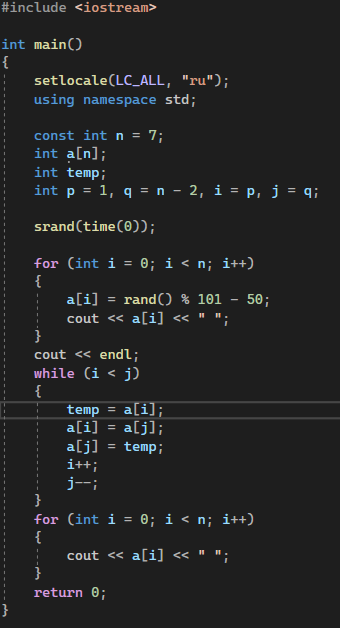 #include <iostream>
int main()
{
setlocale(LC_ALL, "ru");
using namespace std;
const int n = 7;
int a[n];
int temp;
int p = 1, q = n - 2, i = p, j = q;
srand(time(0));
for (int i = 0; i < n; i++)
{
a[i] = rand() % 101 - 50;
cout << a[i] << " ";
}
cout << endl;
while (i < j)
{
temp = a[i];
a[i] = a[j];
a[j] = temp;
i++;
j--;
}
for (int i = 0; i < n; i++)
{
cout << a[i] << " ";
}
return 0;
}